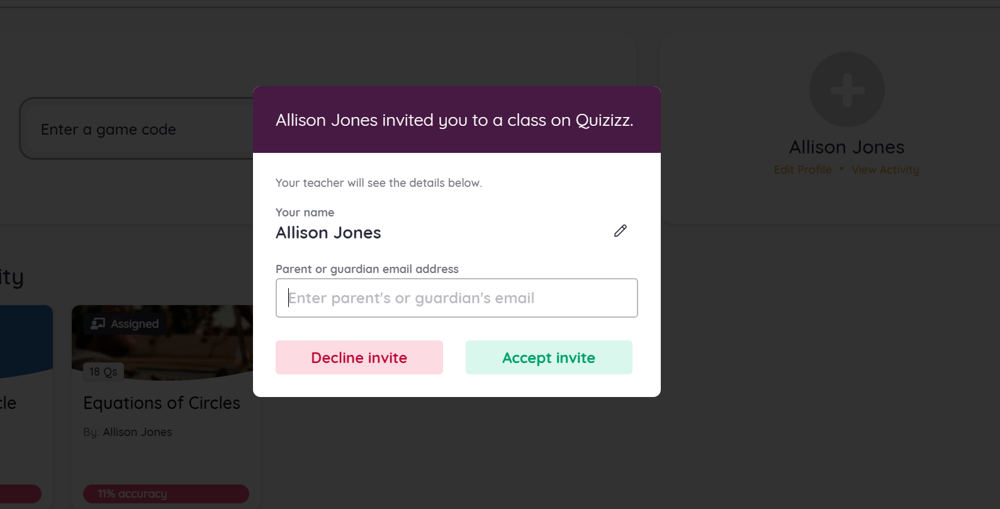 Enter a game code
Allison Jones
Edit Profile • View Activity
Allison Jones invited you to a class on Quizizz.
Your teacher will see the details below.
Your name
Allison Jones
Parent or guardian email address
Enter parent's or guardian's email
Decline invite
Accept invite
ity
cle
Assigned
18 Qs
Equations of Circles
By: Allison Jones
11% accuracy